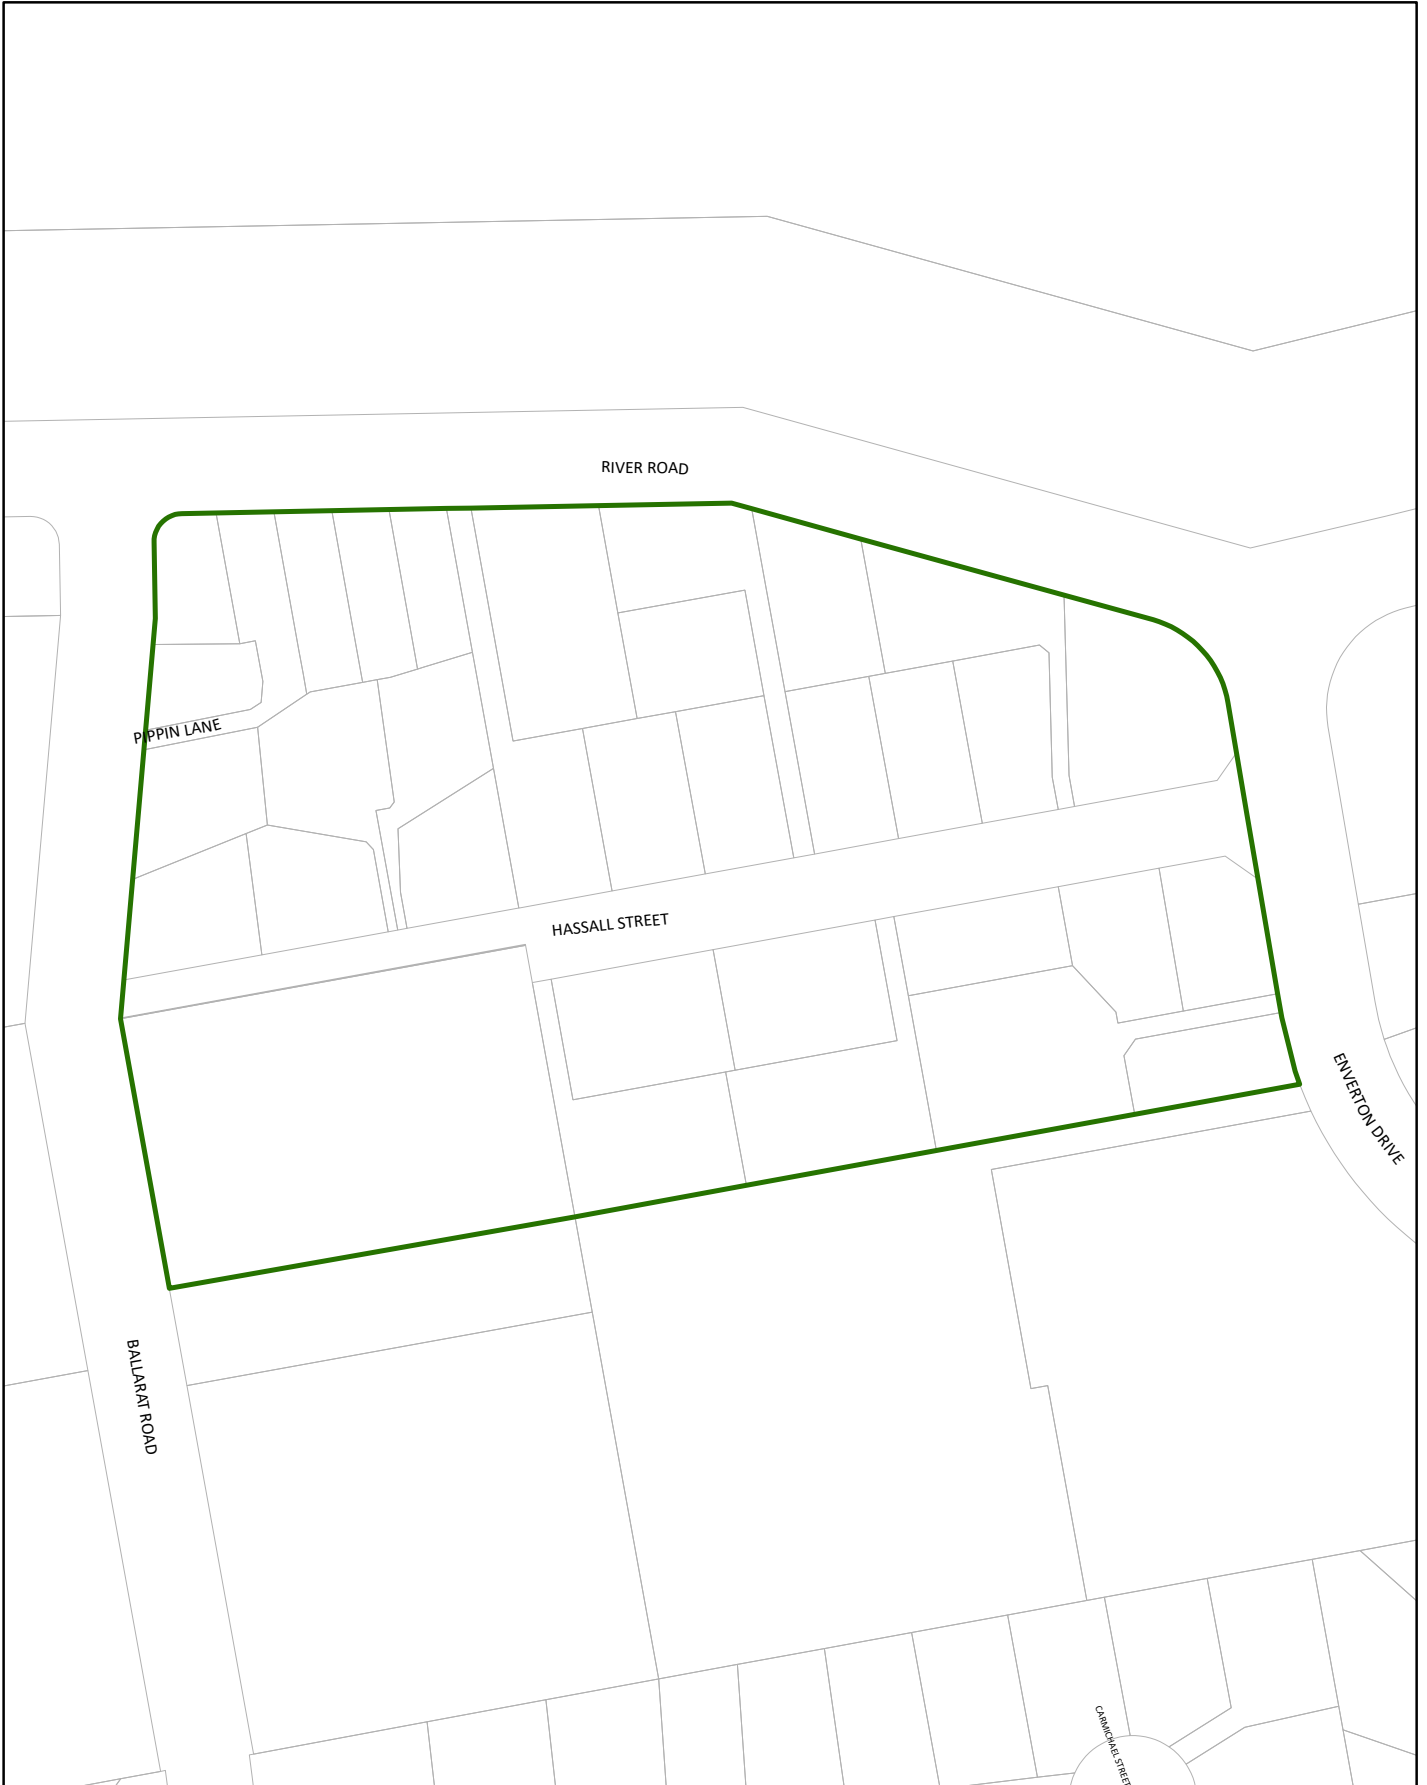 RIVER ROAD
PIPPIN LANE
HASSALL STREET
ENVERTON DRIVE
BALLARAT ROAD
CARMICHAEL STREET